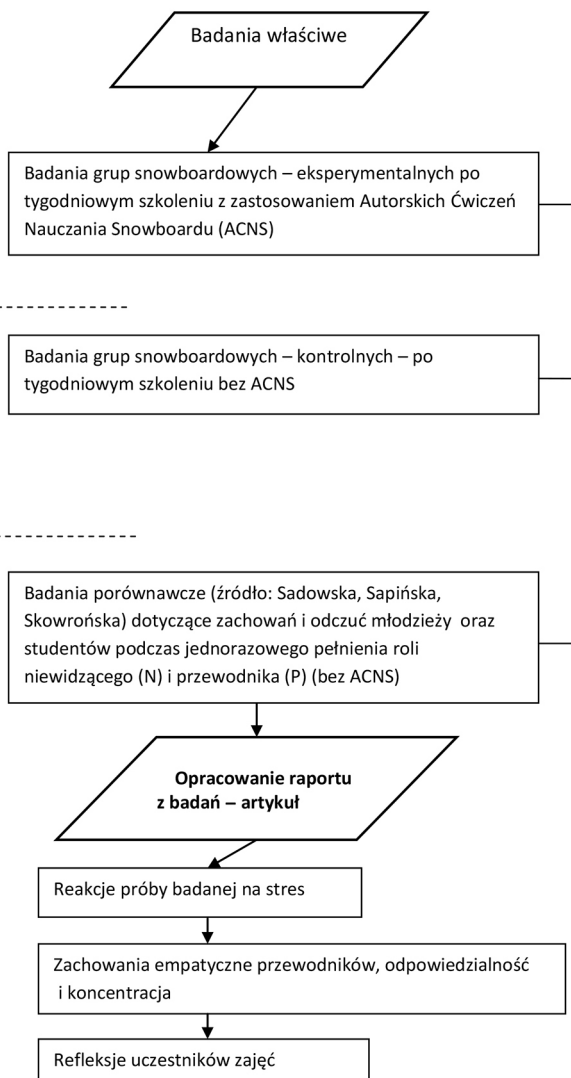 Badania właściwe
Badania grup snowboardowych – eksperymentalnych po
tygodniowym szkoleniu z zastosowaniem Autorskich Ćwiczeń
Nauczania Snowboardu (ACNS)
Badania grup snowboardowych – kontrolnych – po
tygodniowym szkoleniu bez ACNS
Badania porównawcze (źródło: Sadowska, Sapińska,
Skowrońska) dotyczące zachowań i odczuć młodzieży oraz
studentów podczas jednorazowego pełnienia roli
niewidzącego (N) i przewodnika (P) (bez ACNS)
Opracowanie raportu
z badań – artykuł
Reakcje próby badanej na stres
Zachowania empatyczne przewodników, odpowiedzialność
i koncentracja
Refleksje uczestników zajęć